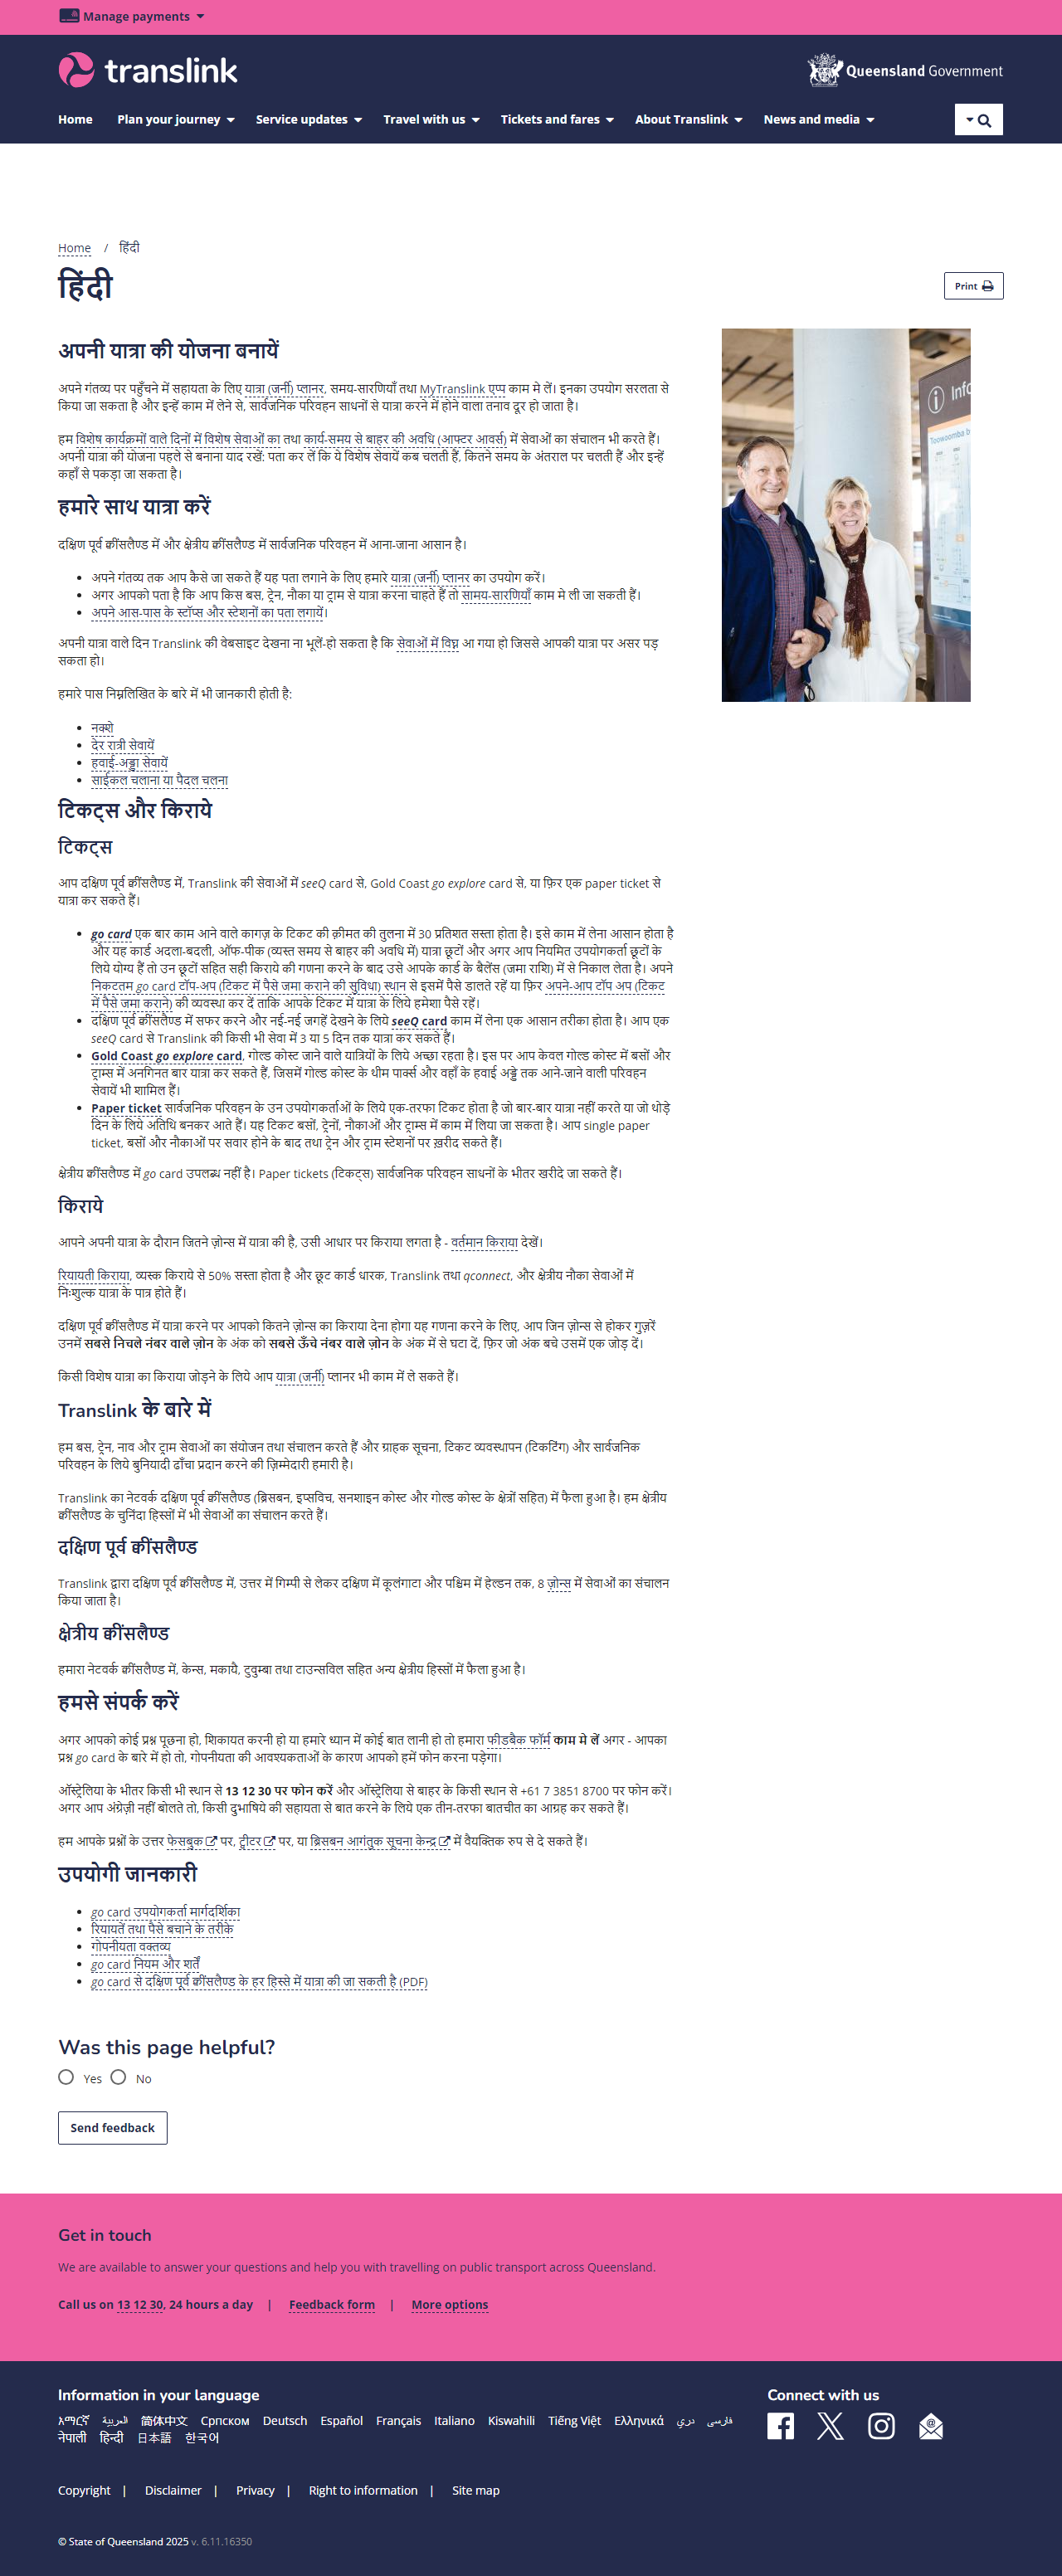 Manage payments
translink
Queensland Government
Home Plan your journey Service updates Travel with us Tickets and fares About Translink News and media
Home / हिंदी
हिंदी
Print
अपनी यात्रा की योजना बनायें
अपने गंतव्य पर पहुँचने में सहायता के लिए यात्रा (जर्नी) प्लानर, समय-सारणियाँ तथा MyTranslink एप्प काम मे लें। इनका उपयोग सरलता से
किया जा सकता है और इन्हें काम में लेने से, सार्वजनिक परिवहन साधनों से यात्रा करने में होने वाला तनाव दूर हो जाता है।
हम विशेष कार्यक्रमों वाले दिनों में विशेष सेवाओं का तथा कार्य-समय से बाहर की अवधि (आफ्टर आवर्स) में सेवाओं का संचालन भी करते हैं।
अपनी यात्रा की योजना पहले से बनाना याद रखें: पता कर लें कि ये विशेष सेवायें कब चलती हैं, कितने समय के अंतराल पर चलती हैं और इन्हें
कहाँ से पकड़ा जा सकता है।
हमारे साथ यात्रा करें
दक्षिण पूर्व क्वींसलैण्ड में और क्षेत्रीय क्वींसलैण्ड में सार्वजनिक परिवहन में आना-जाना आसान है।
अपने गंतव्य तक आप कैसे जा सकते हैं यह पता लगाने के लिए हमारे यात्रा (जर्नी) प्लानर का उपयोग करें।
अगर आपको पता है कि आप किस बस, ट्रेन, नौका या ट्राम से यात्रा करना चाहते हैं तो सामय-सारणियाँ काम मे ली जा सकती हैं।
अपने आस-पास के स्टॉप्स और स्टेशनों का पता लगायें।
अपनी यात्रा वाले दिन Translink की वेबसाइट देखना ना भूलें-हो सकता है कि सेवाओं में विघ्न आ गया हो जिससे आपकी यात्रा पर असर पड़
सकता हो।
हमारे पास निम्नलिखित के बारे में भी जानकारी होती है:
नक्शे
देर रात्री सेवायें
हवाई-अड्डा सेवायें
साईकल चलाना या पैदल चलना
टिकट्स और किराये
टिकट्स
आप दक्षिण पूर्व क्वींसलैण्ड में, Translink की सेवाओं में seeQ card से, Gold Coast go explore card से, या फ़िर एक paper ticket से
यात्रा कर सकते हैं।
go card एक बार काम आने वाले कागज़ के टिकट की क़ीमत की तुलना में 30 प्रतिशत सस्ता होता है। इसे काम में लेना आसान होता है
और यह कार्ड अदला-बदली, ऑफ-पीक (व्यस्त समय से बाहर की अवधि में) यात्रा छूटों और अगर आप नियमित उपयोगकर्ता छूटों के
लिये योग्य हैं तो उन छूटों सहित सही किराये की गणना करने के बाद उसे आपके कार्ड के बैलेंस (जमा राशि) में से निकाल लेता है। अपने
निकटतम go card टॉप-अप (टिकट में पैसे जमा कराने की सुविधा) स्थान से इसमें पैसे डालते रहें या फ़िर अपने-आप टॉप अप (टिकट
में पैसे जमा कराने) की व्यवस्था कर दें ताकि आपके टिकट में यात्रा के लिये हमेशा पैसे रहें।
दक्षिण पूर्व क्वींसलैण्ड में सफर करने और नई-नई जगहें देखने के लिये seeQ card काम में लेना एक आसान तरीका होता है। आप एक
seeQ card से Translink की किसी भी सेवा में 3 या 5 दिन तक यात्रा कर सकते हैं।
Gold Coast go explore card, गोल्ड कोस्ट जाने वाले यात्रियों के लिये अच्छा रहता है। इस पर आप केवल गोल्ड कोस्ट में बसों और
ट्राम्स में अनगिनत बार यात्रा कर सकते हैं, जिसमें गोल्ड कोस्ट के थीम पार्क्स और वहाँ के हवाई अड्डे तक आने-जाने वाली परिवहन
सेवायें भी शामिल हैं।
Paper ticket सार्वजनिक परिवहन के उन उपयोगकर्ताओं के लिये एक-तरफा टिकट होता है जो बार-बार यात्रा नहीं करते या जो थोड़े
दिन के लिये अतिथि बनकर आते हैं। यह टिकट बसों, ट्रेनों, नौकाओं और ट्राम्स में काम में लिया जा सकता है। आप single paper
ticket, बसों और नौकाओं पर सवार होने के बाद तथा ट्रेन और ट्राम स्टेशनों पर ख़रीद सकते हैं।
क्षेत्रीय क्वींसलैण्ड में go card उपलब्ध नहीं है। Paper tickets (टिकट्स) सार्वजनिक परिवहन साधनों के भीतर खरीदे जा सकते हैं।
किराये
आपने अपनी यात्रा के दौरान जितने ज़ोन्स में यात्रा की है, उसी आधार पर किराया लगता है - वर्तमान किराया देखें।
रियायती किराया, व्यस्क किराये से 50% सस्ता होता है और छूट कार्ड धारक, Translink तथा qconnect, और क्षेत्रीय नौका सेवाओं में
निःशुल्क यात्रा के पात्र होते हैं।
दक्षिण पूर्व क्वींसलैण्ड में यात्रा करने पर आपको कितने ज़ोन्स का किराया देना होगा यह गणना करने के लिए, आप जिन ज़ोन्स से होकर गुज़रें
उनमें सबसे निचले नंबर वाले ज़ोन के अंक को सबसे ऊँचे नंबर वाले ज़ोन के अंक में से घटा दें, फ़िर जो अंक बचे उसमें एक जोड़ दें।
किसी विशेष यात्रा का किराया जोड़ने के लिये आप यात्रा (जर्नी) प्लानर भी काम में ले सकते हैं।
Translink के बारे में
हम बस, ट्रेन, नाव और ट्राम सेवाओं का संयोजन तथा संचालन करते हैं और ग्राहक सूचना, टिकट व्यवस्थापन (टिकटिंग) और सार्वजनिक
परिवहन के लिये बुनियादी ढाँचा प्रदान करने की ज़िम्मेदारी हमारी है।
Translink का नेटवर्क दक्षिण पूर्व क्वींसलैण्ड (ब्रिसबन, इप्सविच, सनशाइन कोस्ट और गोल्ड कोस्ट के क्षेत्रों सहित) में फैला हुआ है। हम क्षेत्रीय
क्वींसलैण्ड के चुनिंदा हिस्सों में भी सेवाओं का संचालन करते हैं।
दक्षिण पूर्व क्वींसलैण्ड
Translink द्वारा दक्षिण पूर्व क्वींसलैण्ड में, उत्तर में गिम्पी से लेकर दक्षिण में कूलंगाटा और पश्चिम में हेल्डन तक, 8 ज़ोन्स में सेवाओं का संचालन
किया जाता है।
क्षेत्रीय क्वींसलैण्ड
हमारा नेटवर्क क्वींसलैण्ड में, केन्स, मकायै, टुवुम्बा तथा टाउन्सविल सहित अन्य क्षेत्रीय हिस्सों में फैला हुआ है।
हमसे संपर्क करें
अगर आपको कोई प्रश्न पूछना हो, शिकायत करनी हो या हमारे ध्यान में कोई बात लानी हो तो हमारा फीडबैक फॉर्म काम मे लें अगर - आपका
प्रश्न go card के बारे में हो तो, गोपनीयता की आवश्यकताओं के कारण आपको हमें फोन करना पड़ेगा।
ऑस्ट्रेलिया के भीतर किसी भी स्थान से 13 12 30 पर फोन करें और ऑस्ट्रेलिया से बाहर के किसी स्थान से +61 7 3851 8700 पर फोन करें।
अगर आप अंग्रेज़ी नहीं बोलते तो, किसी दुभाषिये की सहायता से बात करने के लिये एक तीन-तरफा बातचीत का आग्रह कर सकते हैं।
हम आपके प्रश्नों के उत्तर फेसबुक पर, ट्वीटर पर, या ब्रिसबन आगंतुक सूचना केन्द्र में वैयक्तिक रुप से दे सकते हैं।
उपयोगी जानकारी
go card उपयोगकर्ता मार्गदर्शिका
रियायतें तथा पैसे बचाने के तरीके
गोपनीयता वक्तव्य
go card नियम और शर्तें
go card से दक्षिण पूर्व क्वींसलैण्ड के हर हिस्से में यात्रा की जा सकती है (PDF)
Was this page helpful?
Yes No
Send feedback
Get in touch
We are available to answer your questions and help you with travelling on public transport across Queensland.
Call us on 13 12 30, 24 hours a day | Feedback form | More options
Information in your language
አማርኛ العربية 简体中文 Српском Deutsch Español Français Italiano Kiswahili Tiếng Việt Ελληνικά دری فارسی
नेपाली हिन्दी 日本語 한국어
Connect with us
Copyright | Disclaimer | Privacy | Right to information | Site map
© State of Queensland 2025 v. 6.11.16350